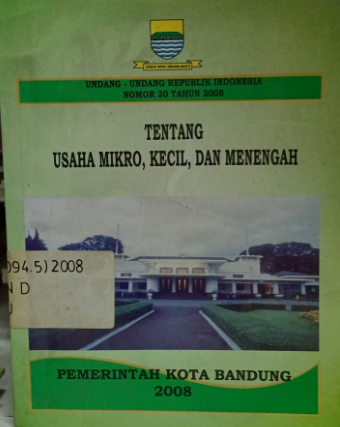 UNDANG - UNDANG REPUBLIK INDONESIA
NOMOR 20 TAHUN 2008
TENTANG
USAHA MIKRO, KECIL, DAN MENENGAH
094.5) 2008
N D
U
PEMERINTAH KOTA BANDUNG
2008